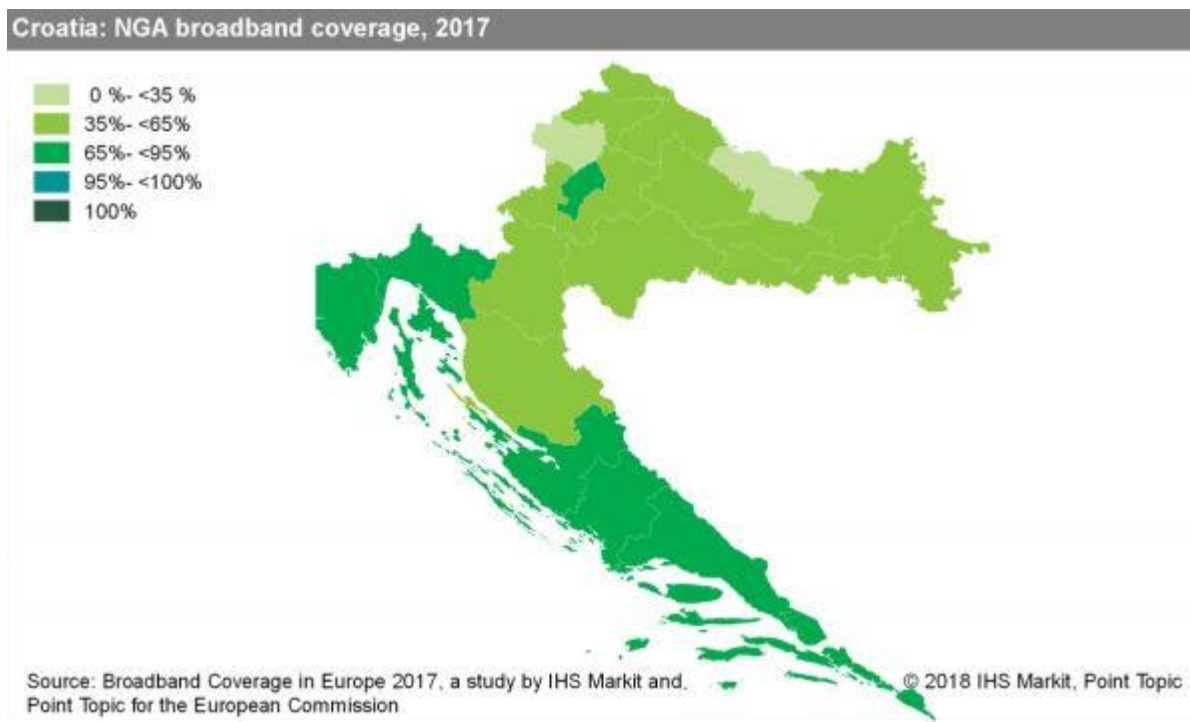 Croatia: NGA broadband coverage, 2017
0 %- <35 %
35%- <65%
65%- <95%
95%- <100%
100%
Source: Broadband Coverage in Europe 2017, a study by IHS Markit and
Point Topic for the European Commission
© 2018 IHS Markit, Point Topic